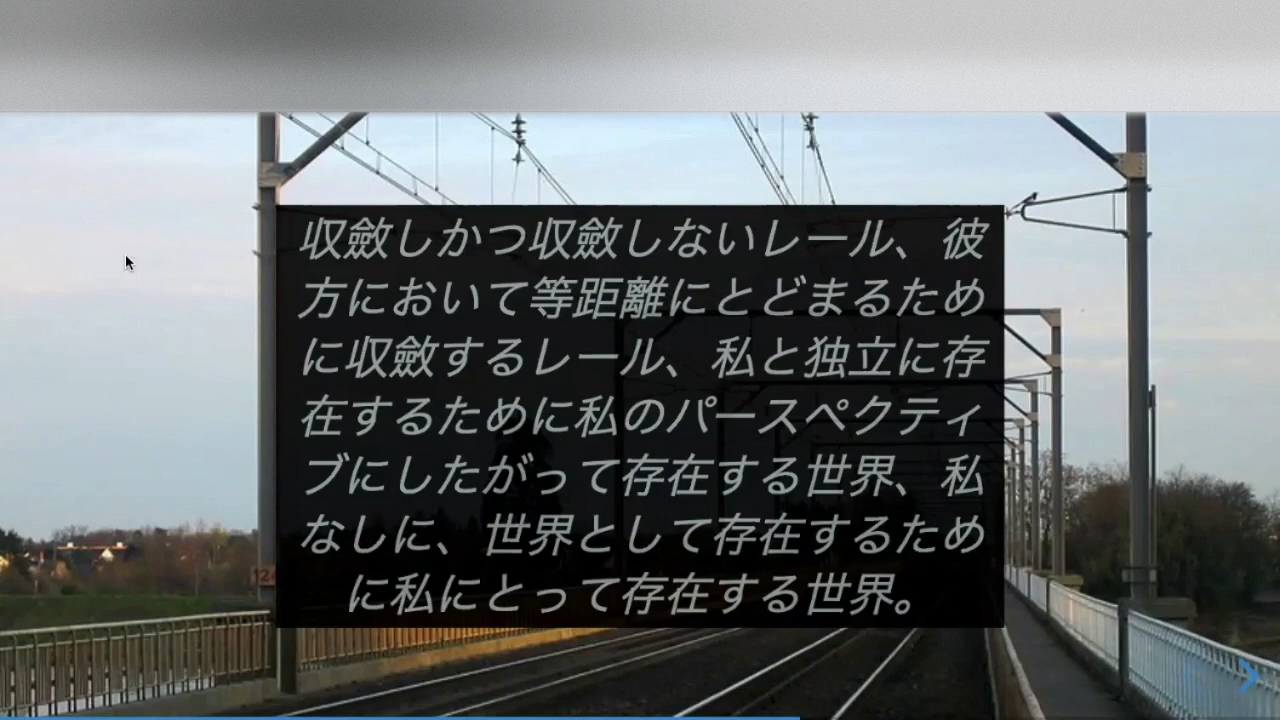 収斂しかつ収斂しないレール、彼
方において等距離にとどまるため
に収斂するレール、私と独立に存
在するために私のパースペクティ
ブにしたがって存在する世界、私
なしに、世界として存在するため
に私にとって存在する世界。